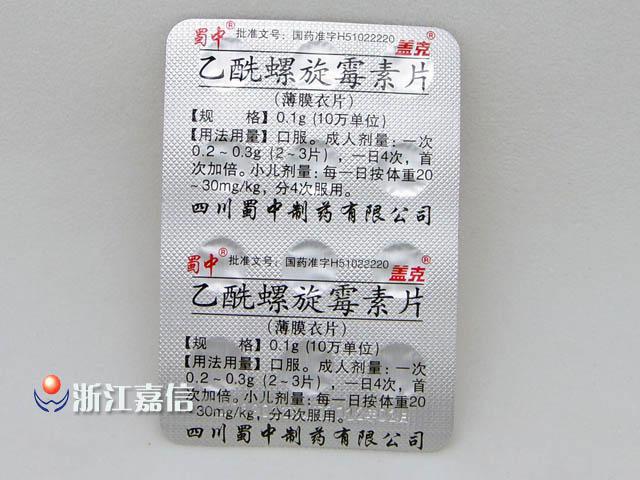 蜀中® 批准文号：国药准字H51022220 盖克®
乙酰螺旋霉素片
（薄膜衣片）
【规　　格】0.1g (10万单位)
【用法用量】口服。成人剂量：一次
0.2～0.3g (2～3片)，一日4次，首
次加倍。小儿剂量：每一日按体重20
～30mg/kg，分4次服用。
四川蜀中制药有限公司
蜀中® 批准文号：国药准字H51022220 盖克®
乙酰螺旋霉素片
（薄膜衣片）
【规　　格】0.1g (10万单位)
【用法用量】口服。成人剂量：一次
0.2～0.3g (2～3片)，一日4次，首
次加倍。小儿剂量：每一日按体重20
～30mg/kg，分4次服用。
四川蜀中制药有限公司
浙江嘉信